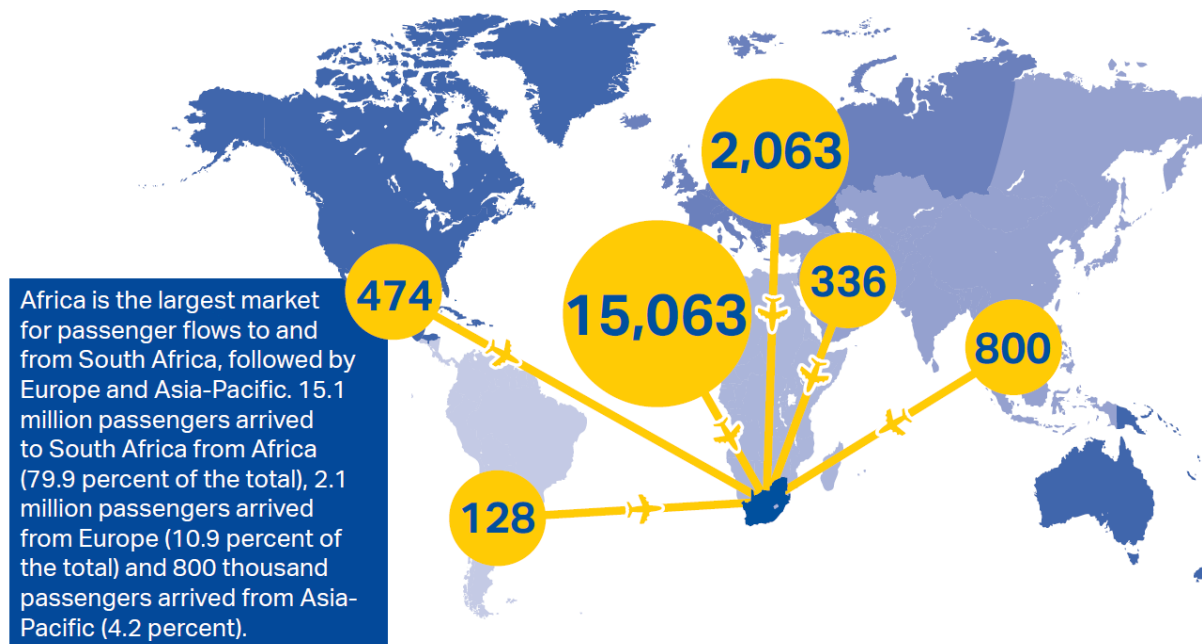 2,063
474
15,063
336
800
128
Africa is the largest market
for passenger flows to and
from South Africa, followed by
Europe and Asia-Pacific. 15.1
million passengers arrived
to South Africa from Africa
(79.9 percent of the total), 2.1
million passengers arrived
from Europe (10.9 percent of
the total) and 800 thousand
passengers arrived from Asia-
Pacific (4.2 percent).